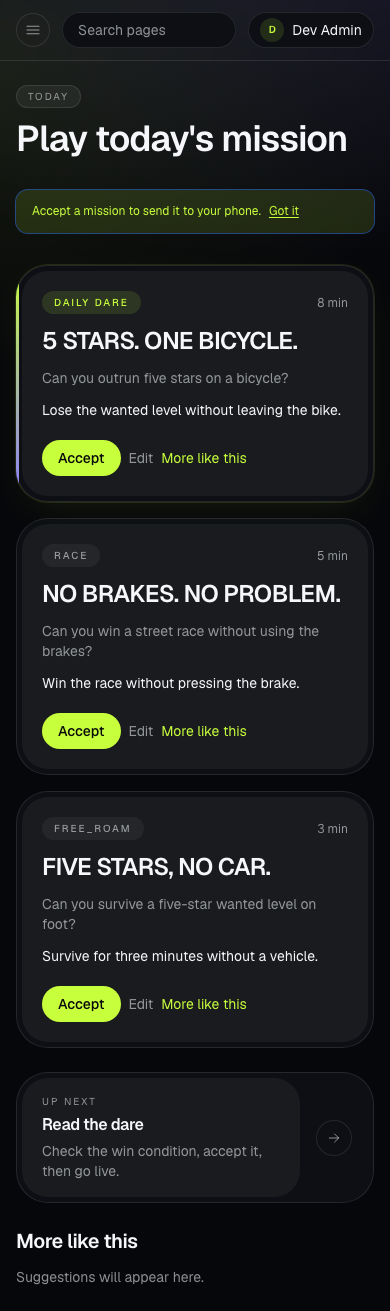 Search pages
D
Dev Admin
TODAY
Play today's mission
Accept a mission to send it to your phone. Got it
DAILY DARE
8 min
5 STARS. ONE BICYCLE.
Can you outrun five stars on a bicycle?
Lose the wanted level without leaving the bike.
Accept Edit More like this
RACE
5 min
NO BRAKES. NO PROBLEM.
Can you win a street race without using the
brakes?
Win the race without pressing the brake.
Accept Edit More like this
FREE_ROAM
3 min
FIVE STARS, NO CAR.
Can you survive a five-star wanted level on
foot?
Survive for three minutes without a vehicle.
Accept Edit More like this
UP NEXT
Read the dare
Check the win condition, accept it,
then go live.
More like this
Suggestions will appear here.